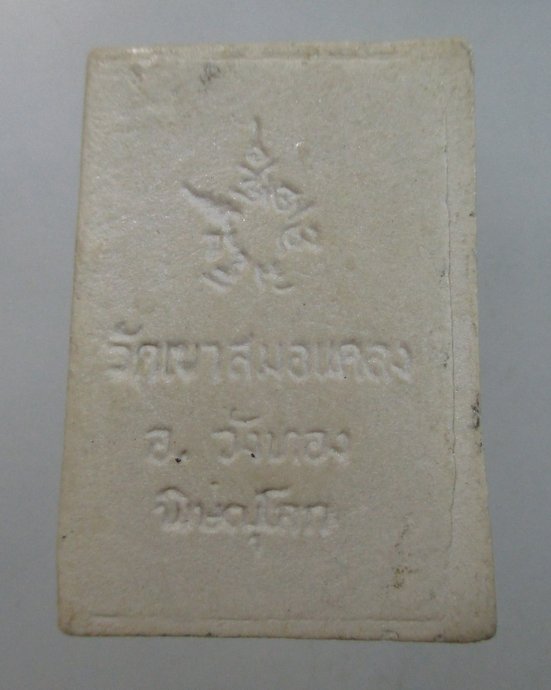 วัดเขาสมอแคลง
อ. วังทอง
พิษณุโลก